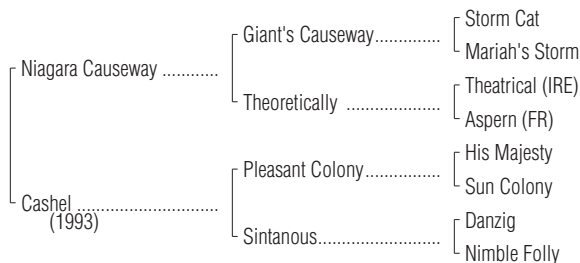 Storm Cat
Giant's Causeway..............
Mariah's Storm
Niagara Causeway ............
Theatrical (IRE)
Theoretically ....................
Aspern (FR)
His Majesty
Pleasant Colony................
Sun Colony
Cashel ..............................
(1993)
Danzig
Sintanous..........................
Nimble Folly